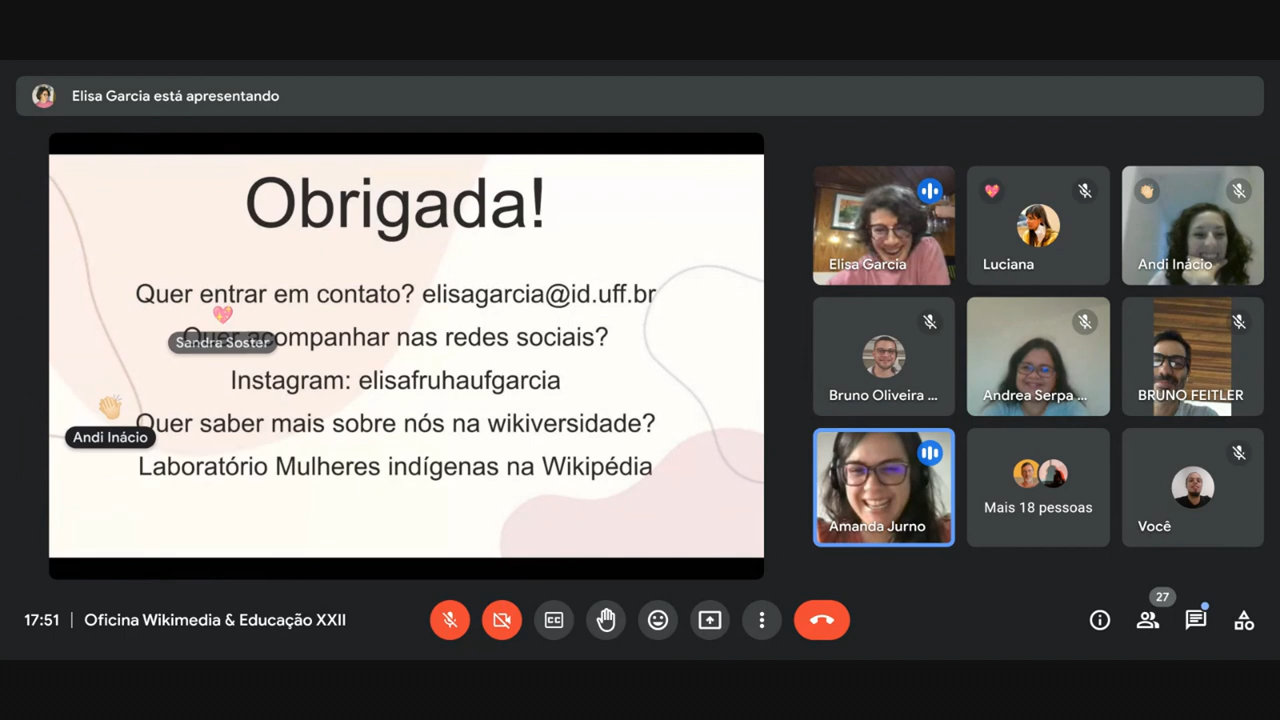 Elisa Garcia está apresentando
Obrigada!
Quer entrar em contato? elisagarcia@id.uff.br
Quer acompanhar nas redes sociais?
Sandra Soster
Instagram: elisafruhaufgarcia
Quer saber mais sobre nós na wikiversidade?
Andi Inácio
Laboratório Mulheres indígenas na Wikipédia
Elisa Garcia
Luciana
Andi Inácio
Bruno Oliveira ...
Andrea Serpa ...
BRUNO FEITLER
Amanda Jurno
Mais 18 pessoas
Você
17:51 | Oficina Wikimedia & Educação XXII
CC
27